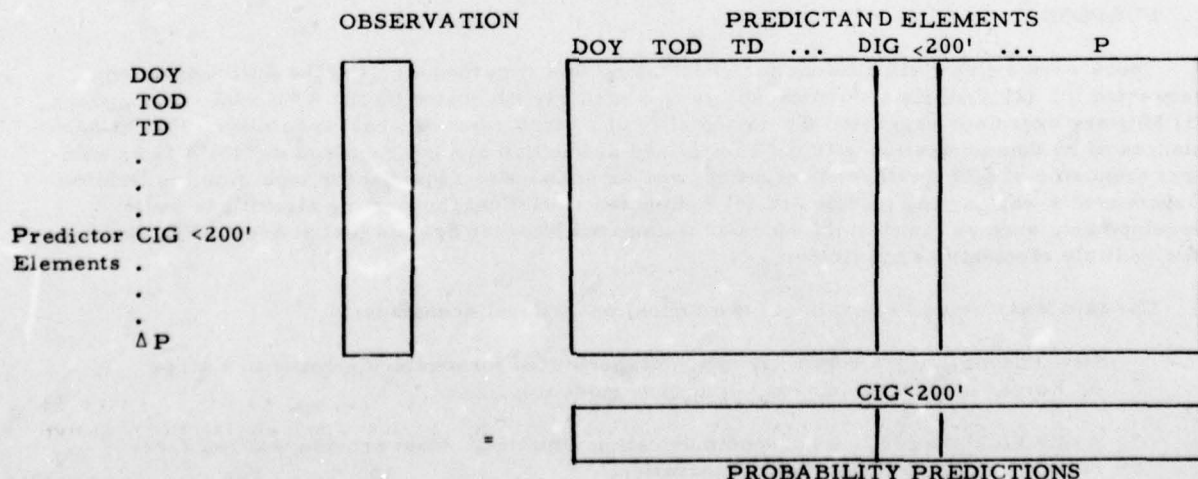 OBSERVATION PREDICTAND ELEMENTS
DOY TOD TD ... DIG <200' ... P
DOY
TOD
TD
.
.
.
Predictor CIG <200'
Elements .
.
.
Δ P
CIG <200'
=
PROBABILITY PREDICTIONS